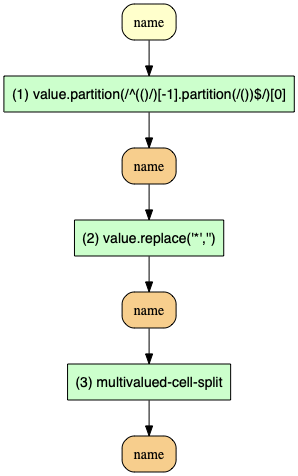 name
(1) value.partition(/^(()/)[-1].partition(/())$/)[0]
name
(2) value.replace('*','')
name
(3) multivalued-cell-split
name